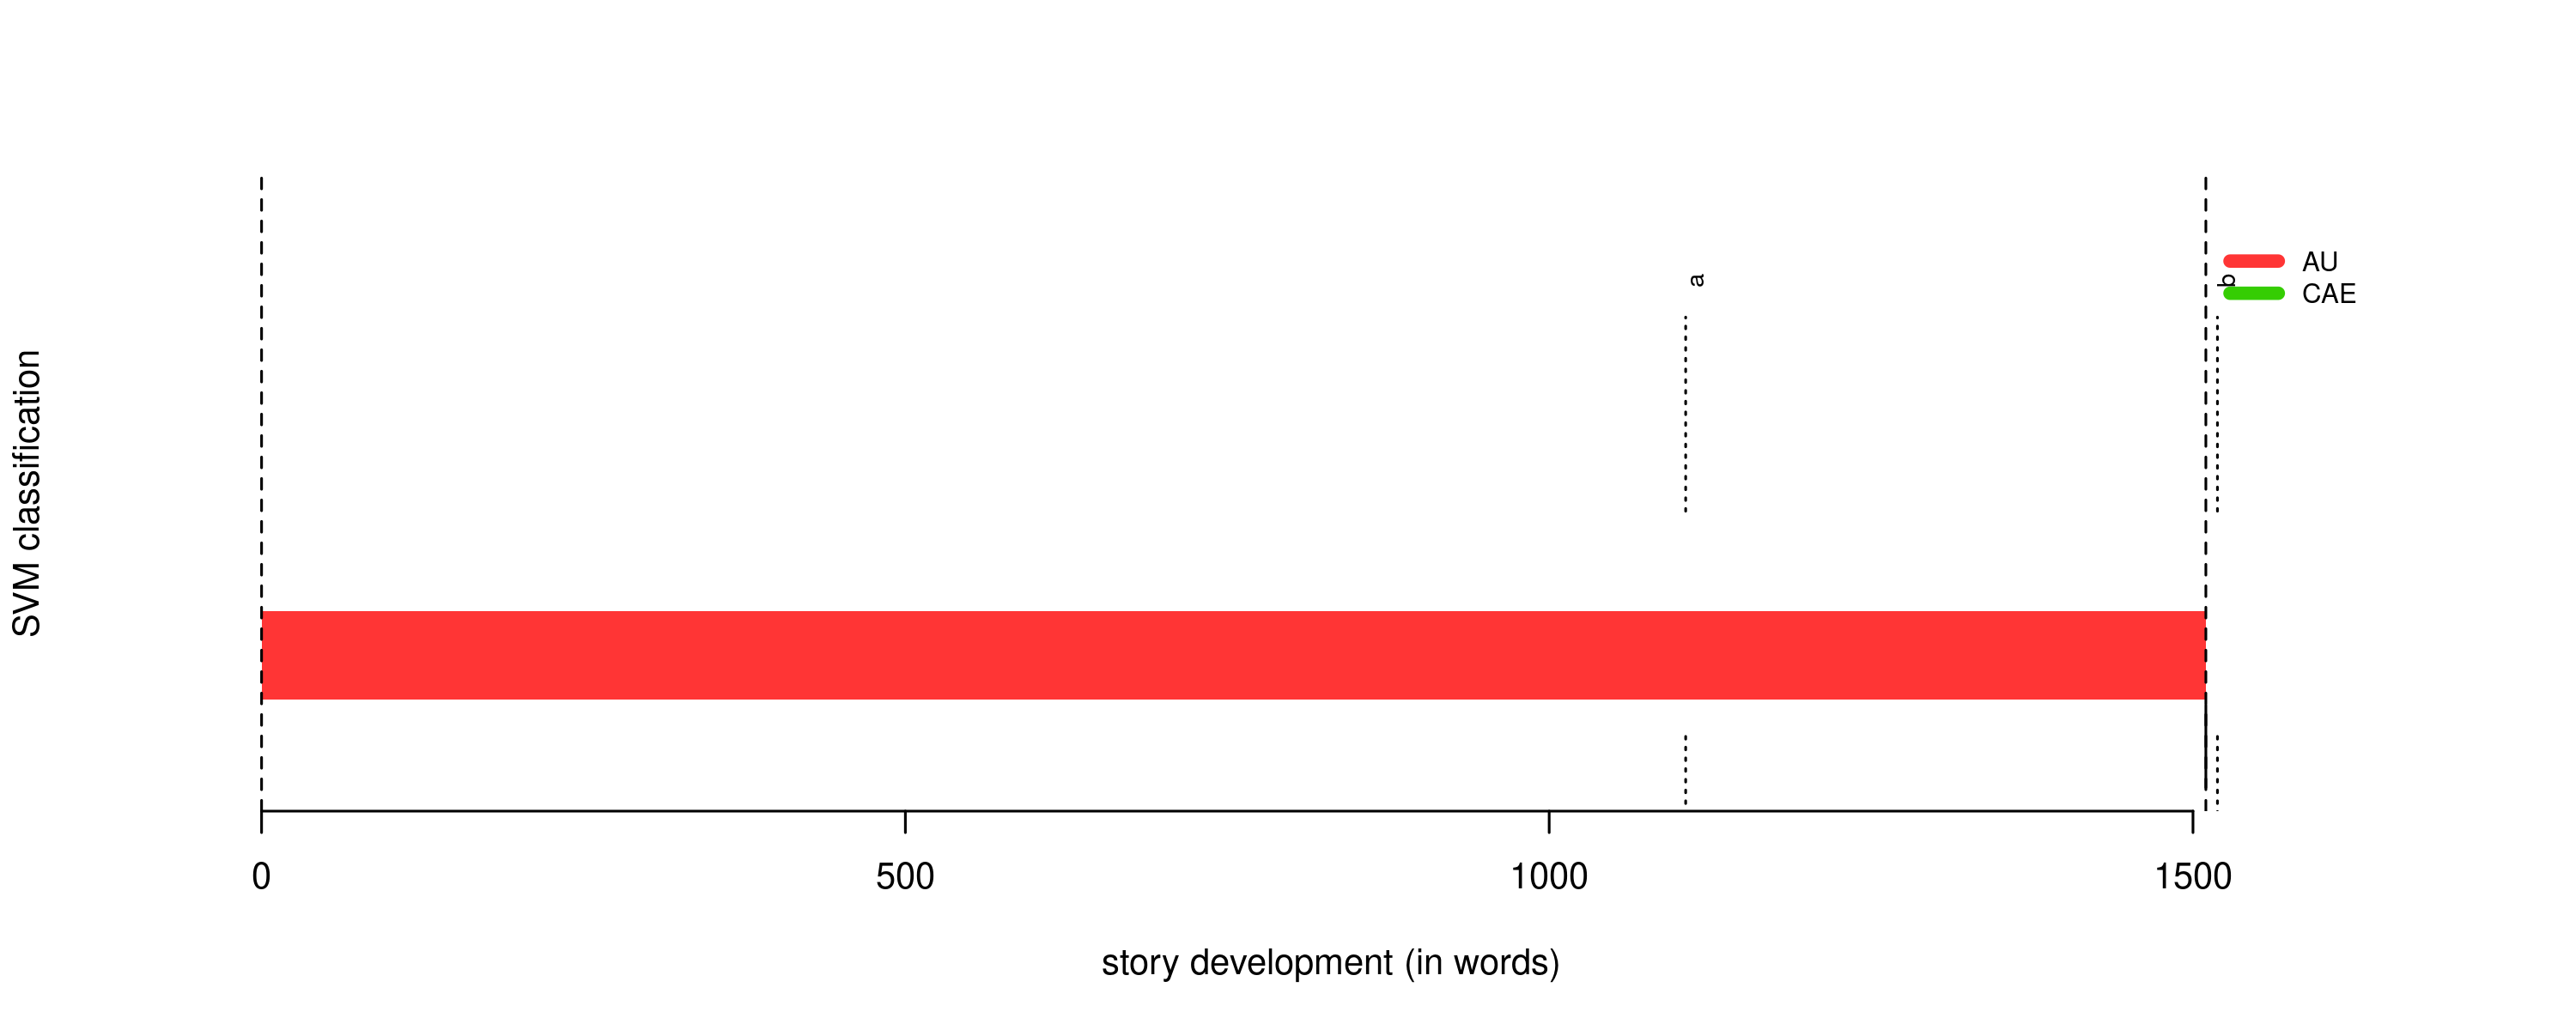 AU
a
b
CAE
SVM classification
0
500
1000
1500
story development (in words)